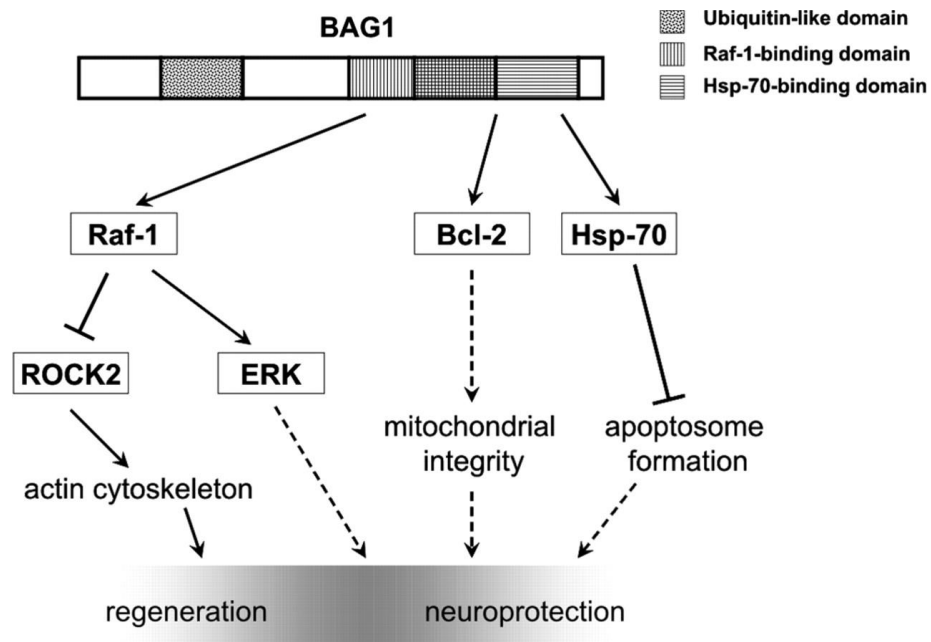 BAG1
Ubiquitin-like domain
Raf-1-binding domain
Hsp-70-binding domain
Raf-1
Bcl-2
Hsp-70
ROCK2
ERK
mitochondrial
integrity
apoptosome
formation
actin cytoskeleton
regeneration
neuroprotection